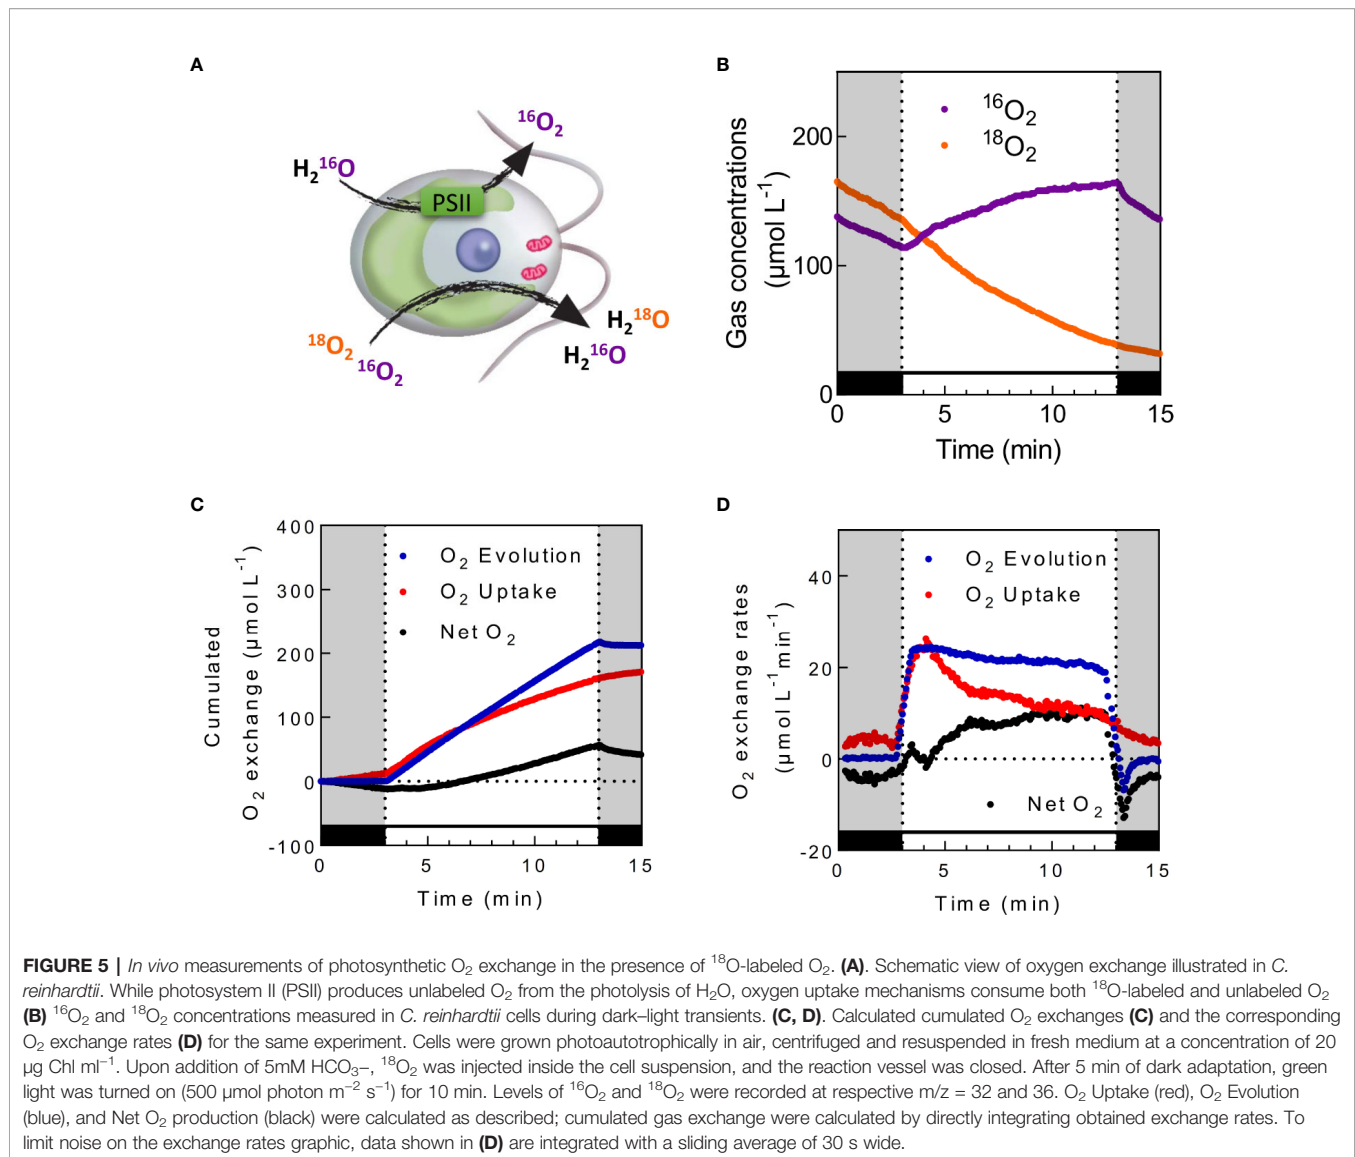 A
H₂¹⁶O
¹⁶O₂
PSII
¹⁸O₂
¹⁶O₂
H₂¹⁸O
H₂¹⁶O
B
Gas concentrations
(µmol L⁻¹)
200
100
0
¹⁶O₂
¹⁸O₂
0 5 10 15
Time (min)
C
Cumulated
O₂ exchange (µmol L⁻¹)
400
300
200
100
0
-100
O₂ Evolution
O₂ Uptake
Net O₂
0 5 10 15
Time (min)
D
O₂ exchange rates
(µmol L⁻¹min⁻¹)
40
20
0
-20
O₂ Evolution
O₂ Uptake
Net O₂
0 5 10 15
Time (min)
FIGURE 5 | In vivo measurements of photosynthetic O₂ exchange in the presence of ¹⁸O-labeled O₂. (A). Schematic view of oxygen exchange illustrated in C.
reinhardtii. While photosystem II (PSII) produces unlabeled O₂ from the photolysis of H₂O, oxygen uptake mechanisms consume both ¹⁸O-labeled and unlabeled O₂
(B) ¹⁶O₂ and ¹⁸O₂ concentrations measured in C. reinhardtii cells during dark–light transients. (C, D). Calculated cumulated O₂ exchanges (C) and the corresponding
O₂ exchange rates (D) for the same experiment. Cells were grown photoautotrophically in air, centrifuged and resuspended in fresh medium at a concentration of 20
µg Chl ml⁻¹. Upon addition of 5mM HCO₃–, ¹⁸O₂ was injected inside the cell suspension, and the reaction vessel was closed. After 5 min of dark adaptation, green
light was turned on (500 µmol photon m⁻² s⁻¹) for 10 min. Levels of ¹⁶O₂ and ¹⁸O₂ were recorded at respective m/z = 32 and 36. O₂ Uptake (red), O₂ Evolution
(blue), and Net O₂ production (black) were calculated as described; cumulated gas exchange were calculated by directly integrating obtained exchange rates. To
limit noise on the exchange rates graphic, data shown in (D) are integrated with a sliding average of 30 s wide.